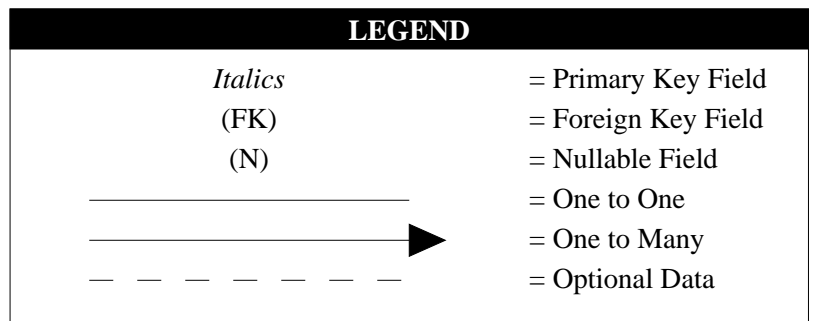 LEGEND
Italics = Primary Key Field
(FK) = Foreign Key Field
(N) = Nullable Field
= One to One
= One to Many
= Optional Data